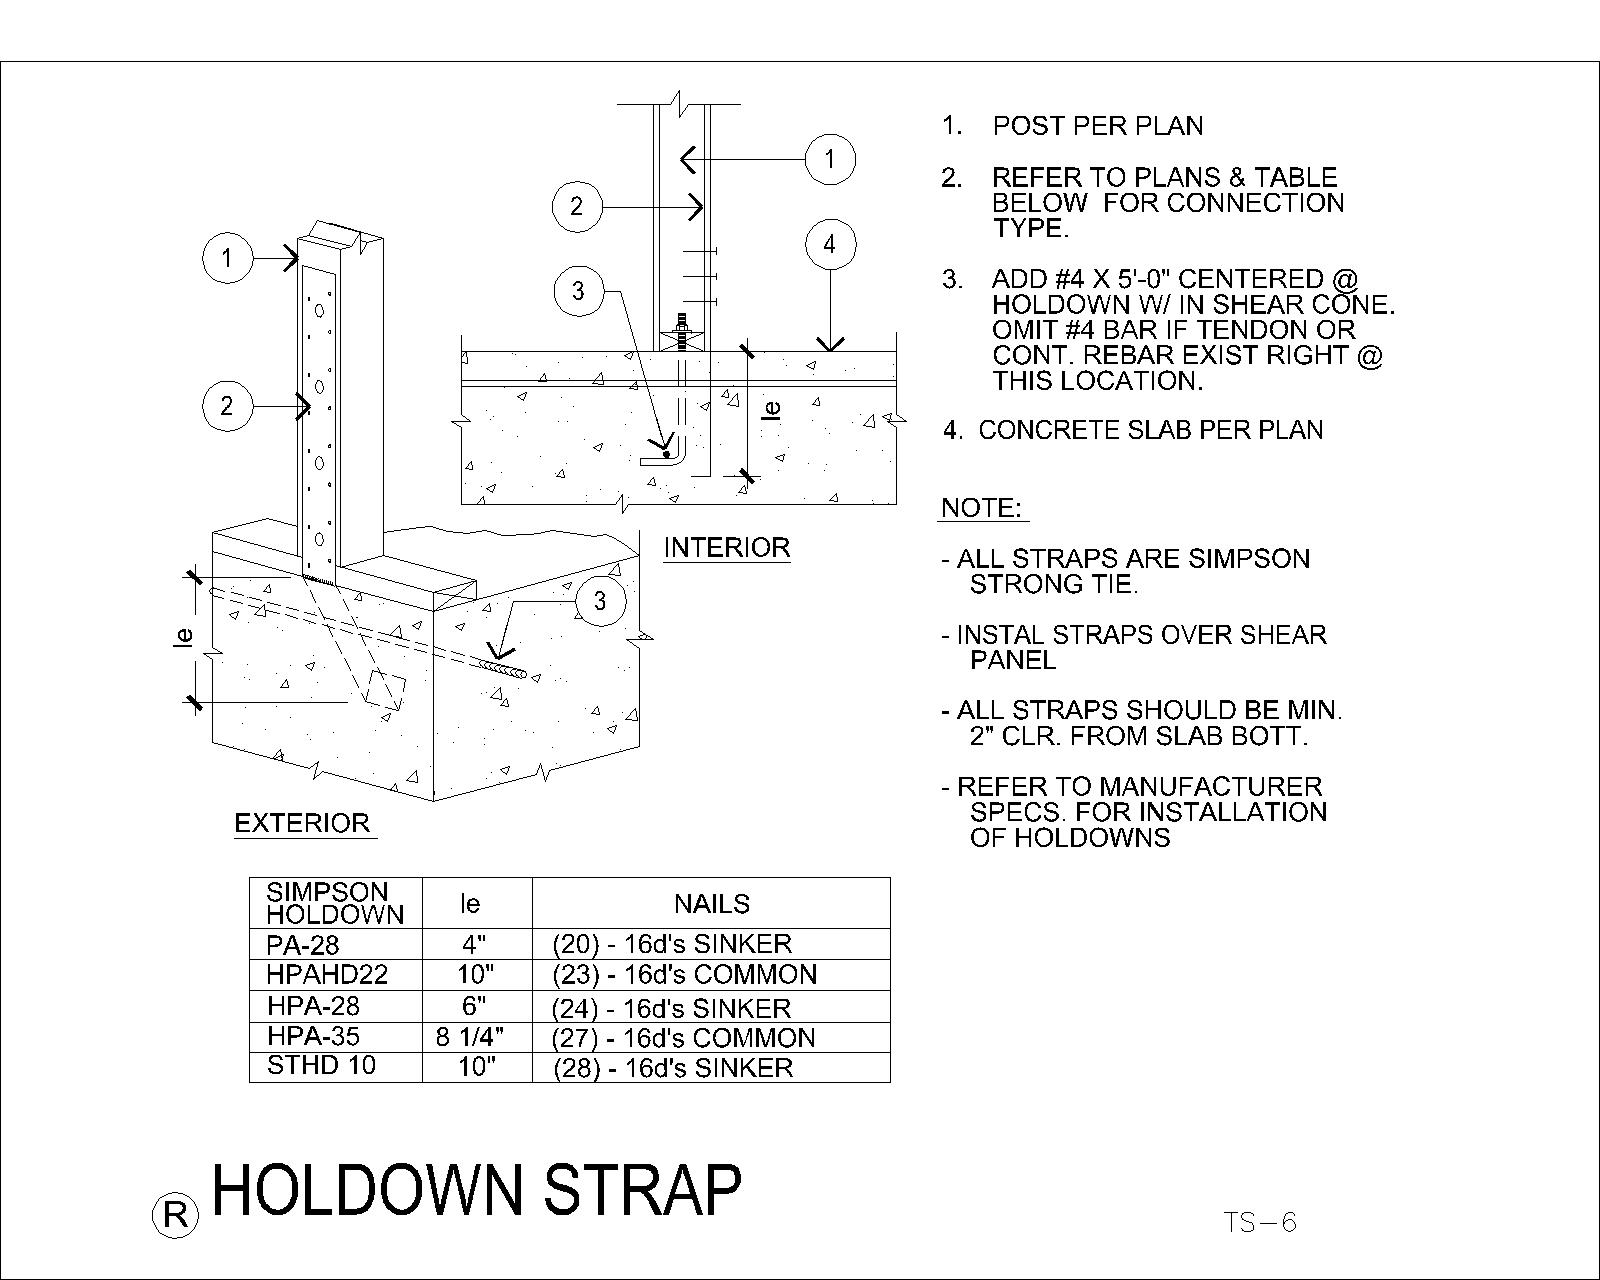 1. POST PER PLAN
2. REFER TO PLANS & TABLE
BELOW FOR CONNECTION
TYPE.
3. ADD #4 X 5'-0" CENTERED @
HOLDOWN W/ IN SHEAR CONE.
OMIT #4 BAR IF TENDON OR
CONT. REBAR EXIST RIGHT @
THIS LOCATION.
4. CONCRETE SLAB PER PLAN
NOTE:
- ALL STRAPS ARE SIMPSON
STRONG TIE.
- INSTAL STRAPS OVER SHEAR
PANEL
- ALL STRAPS SHOULD BE MIN.
2" CLR. FROM SLAB BOTT.
- REFER TO MANUFACTURER
SPECS. FOR INSTALLATION
OF HOLDOWNS
1
2
3
4
le
INTERIOR
1
2
3
le
EXTERIOR
SIMPSON
HOLDOWN le NAILS
PA-28 4" (20) - 16d's SINKER
HPAHD22 10" (23) - 16d's COMMON
HPA-28 6" (24) - 16d's SINKER
HPA-35 8 1/4" (27) - 16d's COMMON
STHD 10 10" (28) - 16d's SINKER
R HOLDOWN STRAP
TS-6